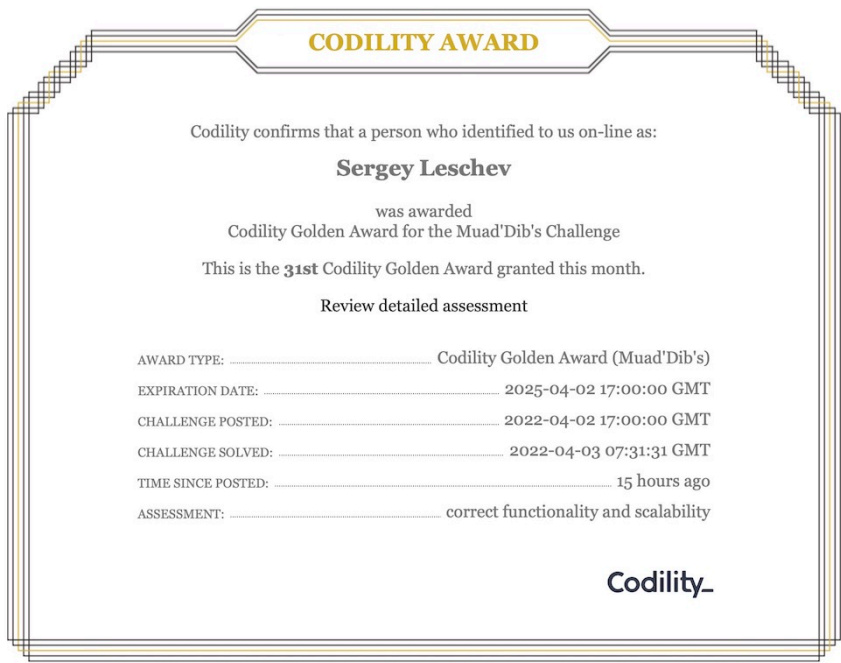 CODILITY AWARD
Codility confirms that a person who identified to us on-line as:
Sergey Leschev
was awarded
Codility Golden Award for the Muad'Dib's Challenge
This is the 31st Codility Golden Award granted this month.
Review detailed assessment
AWARD TYPE: Codility Golden Award (Muad'Dib's)
EXPIRATION DATE: 2025-04-02 17:00:00 GMT
CHALLENGE POSTED: 2022-04-02 17:00:00 GMT
CHALLENGE SOLVED: 2022-04-03 07:31:31 GMT
TIME SINCE POSTED: 15 hours ago
ASSESSMENT: correct functionality and scalability
Codility_